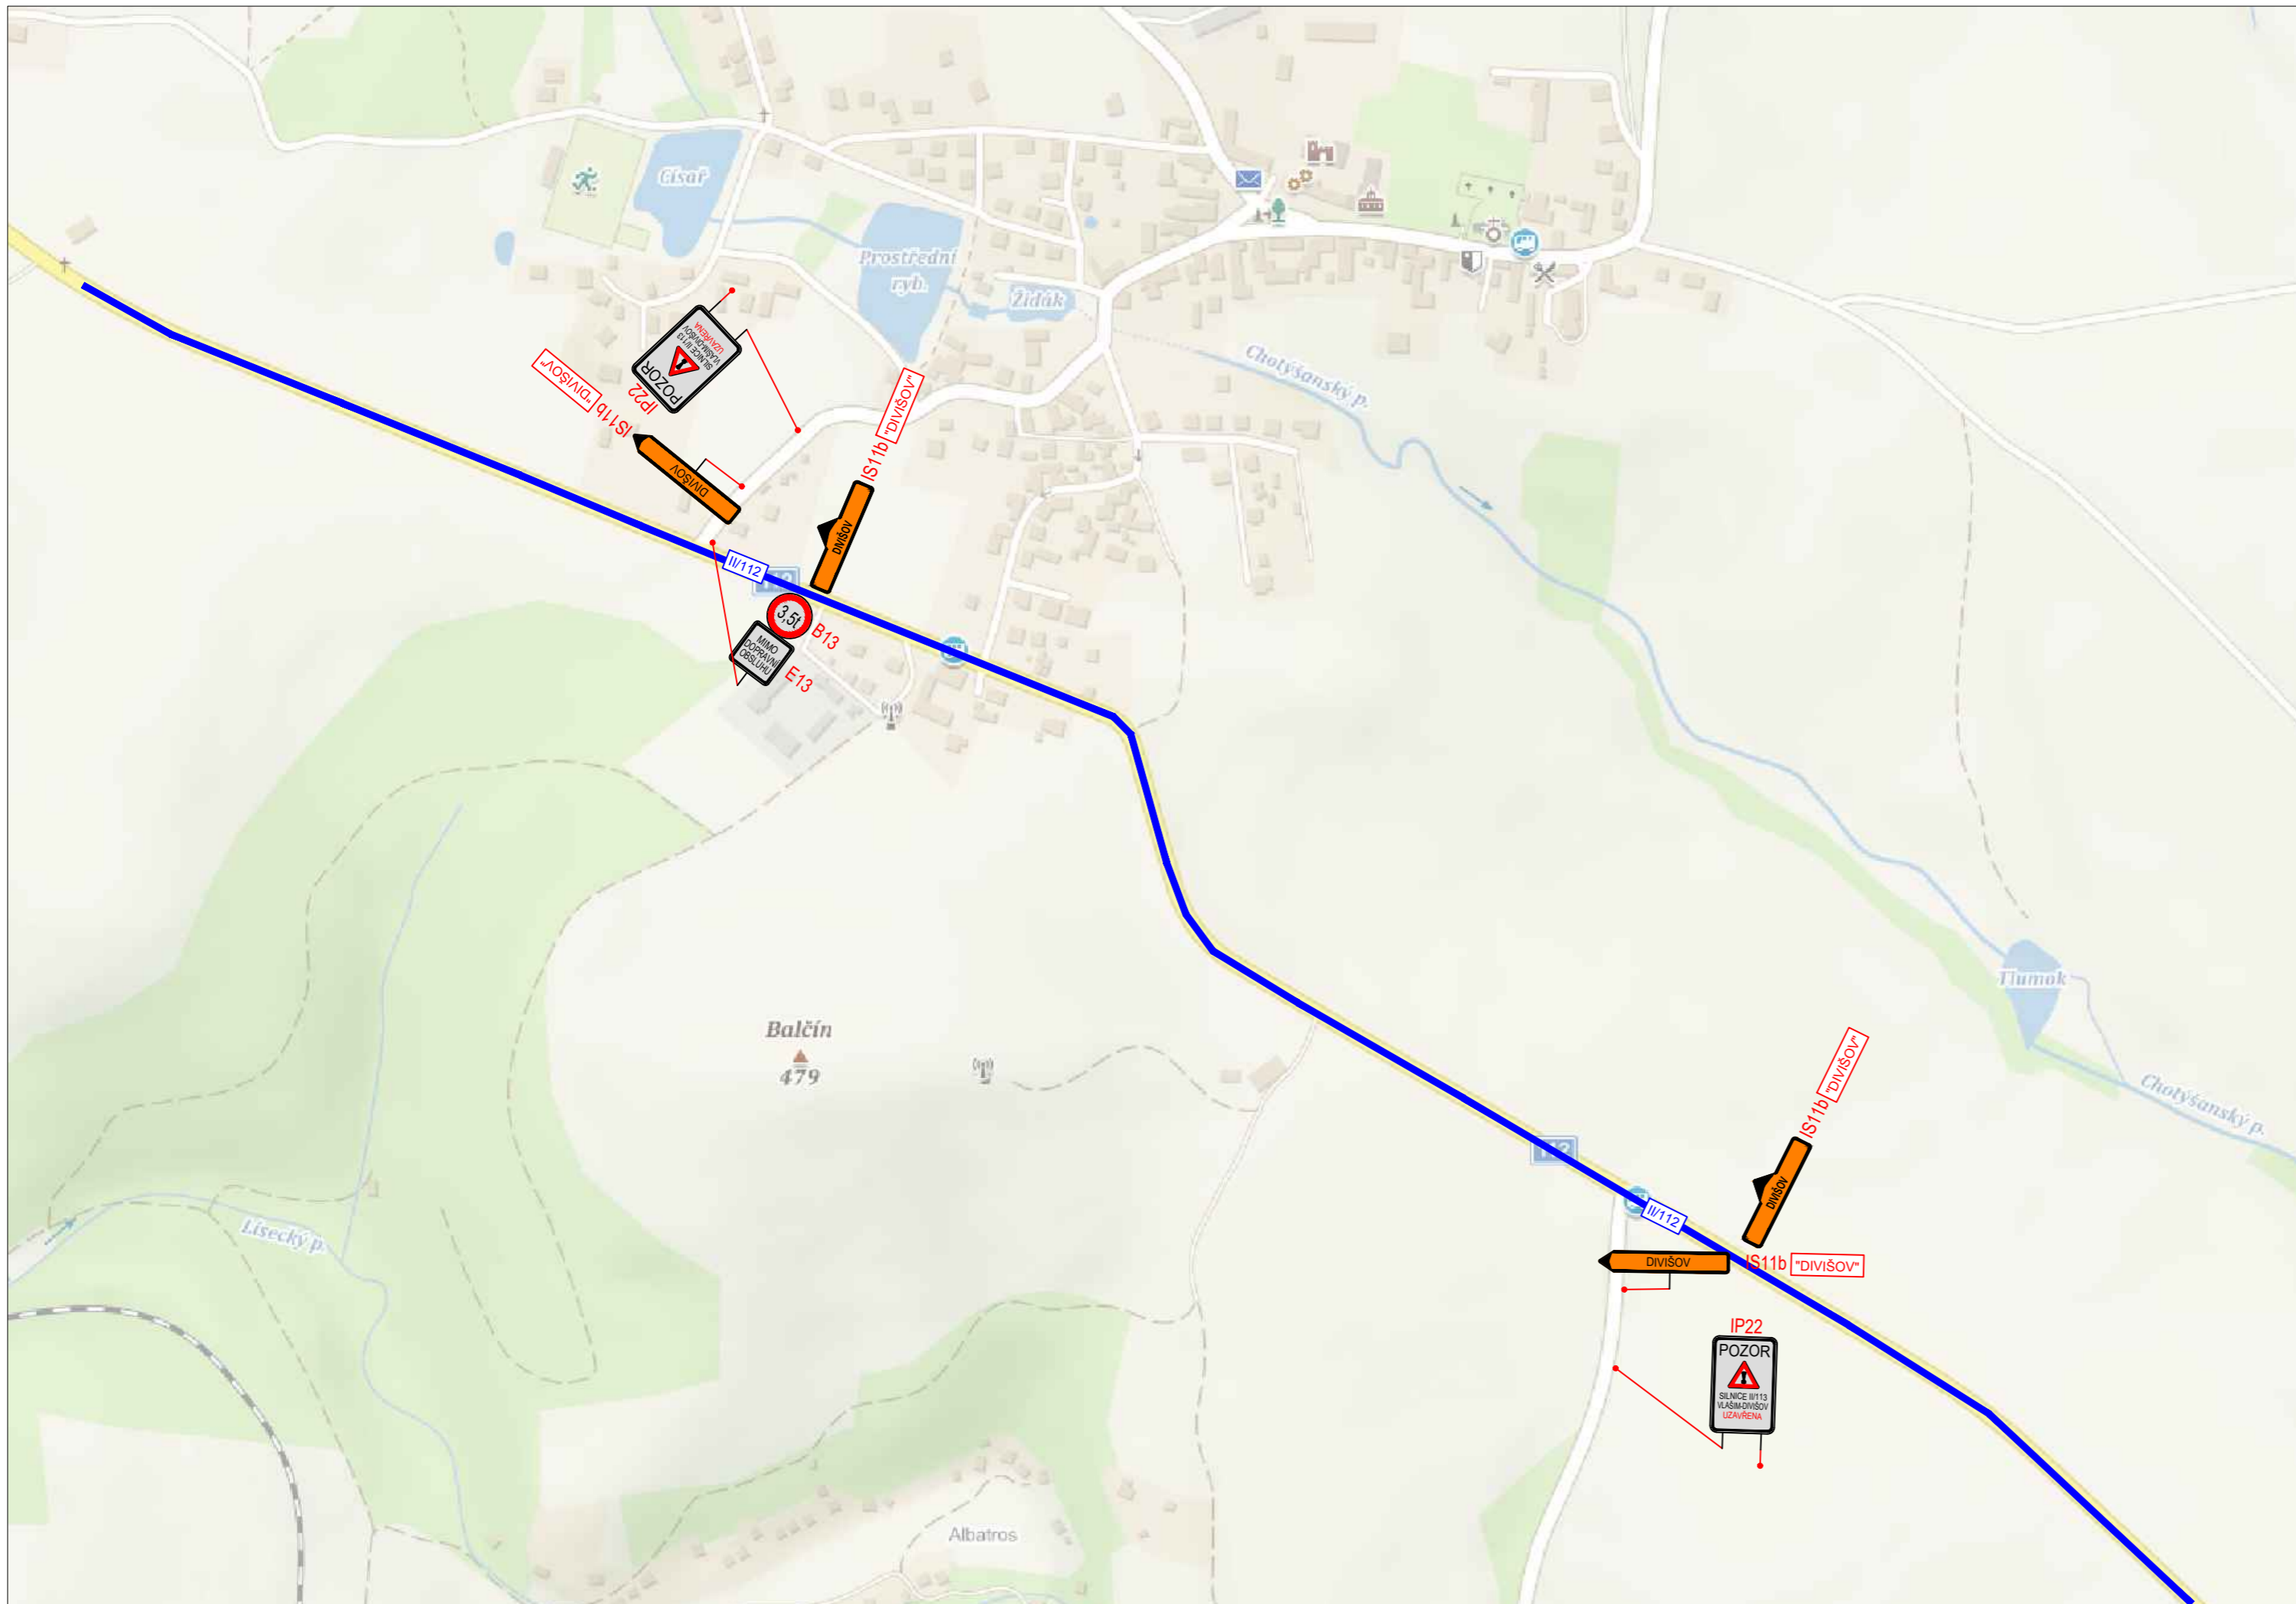 Císař
Prostřední
ryb.
Židák
Chotýšanský p.
POZOR
SILNICE II/113
VLAŠIM-DIVIŠOV
UZAVŘENA
IP22
IS11b "DIVIŠOV"
DIVIŠOV
IS11b "DIVIŠOV"
DIVIŠOV
II/112
3,5t
B13
MIMO
DOPRAVNÍ
OBSLUHU
E13
Tlumok
Balčín
479
Chotýšanský p.
IS11b "DIVIŠOV"
DIVIŠOV
112
II/112
Lísecký p.
DIVIŠOV
IS11b "DIVIŠOV"
IP22
POZOR
SILNICE II/113
VLAŠIM-DIVIŠOV
UZAVŘENA
Albatros